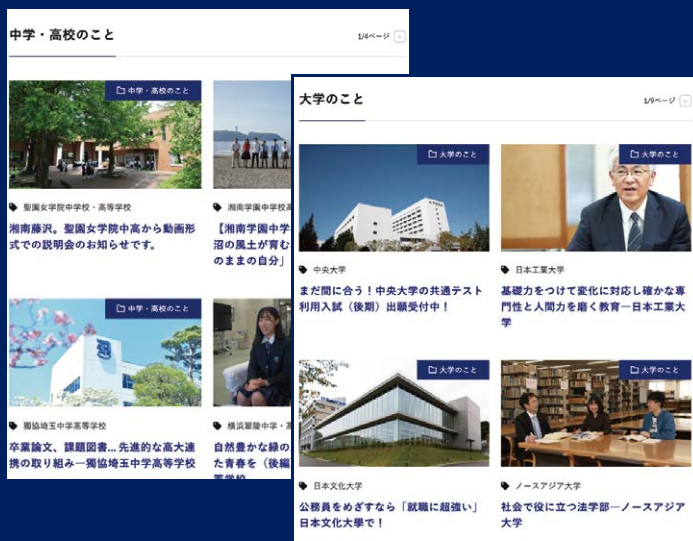 中学・高校のこと
1/4ページ
中学・高校のこと
聖園女学院中学校・高等学校
湘南藤沢。聖園女学院中高から動画形
式での説明会のお知らせです。
湘南学園中学校
【湘南学園中学
沼の風土が育む
のままの自分」
中学・高校のこと
獨協埼玉中学高等学校
卒業論文、課題図書...先進的な高大連
携の取り組み―獨協埼玉中学高等学校
横浜翠陵中学・
自然豊かな緑の
た青春を(後編
等学校
大学のこと
1/9ページ
大学のこと
中央大学
まだ間に合う!中央大学の共通テスト
利用入試(後期)出願受付中!
大学のこと
日本工業大学
基礎力をつけて変化に対応し確かな専
門性と人間力を磨く教育―日本工業大
学
大学のこと
日本文化大学
公務員をめざすなら「就職に超強い」
日本文化大學で!
大学のこと
ノースアジア大学
社会で役に立つ法学部―ノースアジア
大学